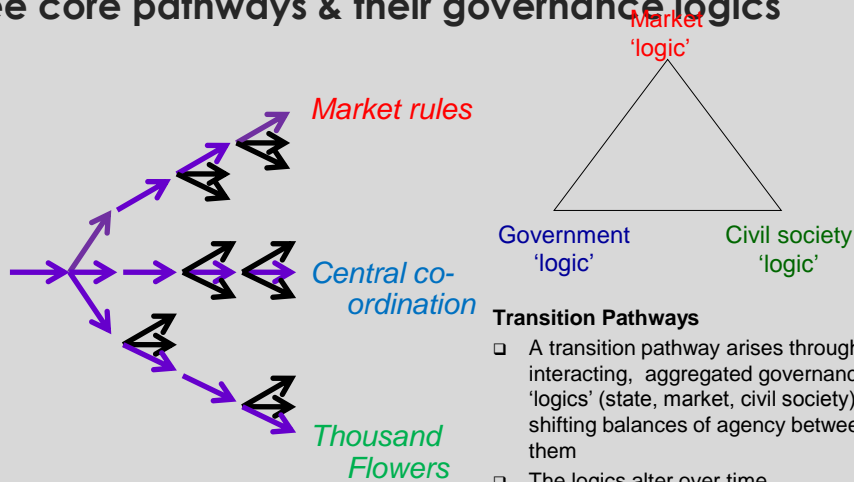 ee core pathways & their governance logics
Market
‘logic’
Market rules
Government
‘logic’
Civil society
‘logic’
Central co-
ordination
Transition Pathways
❑ A transition pathway arises through
interacting, aggregated governanc
‘logics’ (state, market, civil society)
shifting balances of agency betwee
them
❑ The logics alter over time
Thousand
Flowers